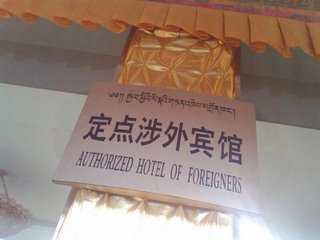 定点涉外宾馆
AUTHORIZED HOTEL OF FOREIGNERS